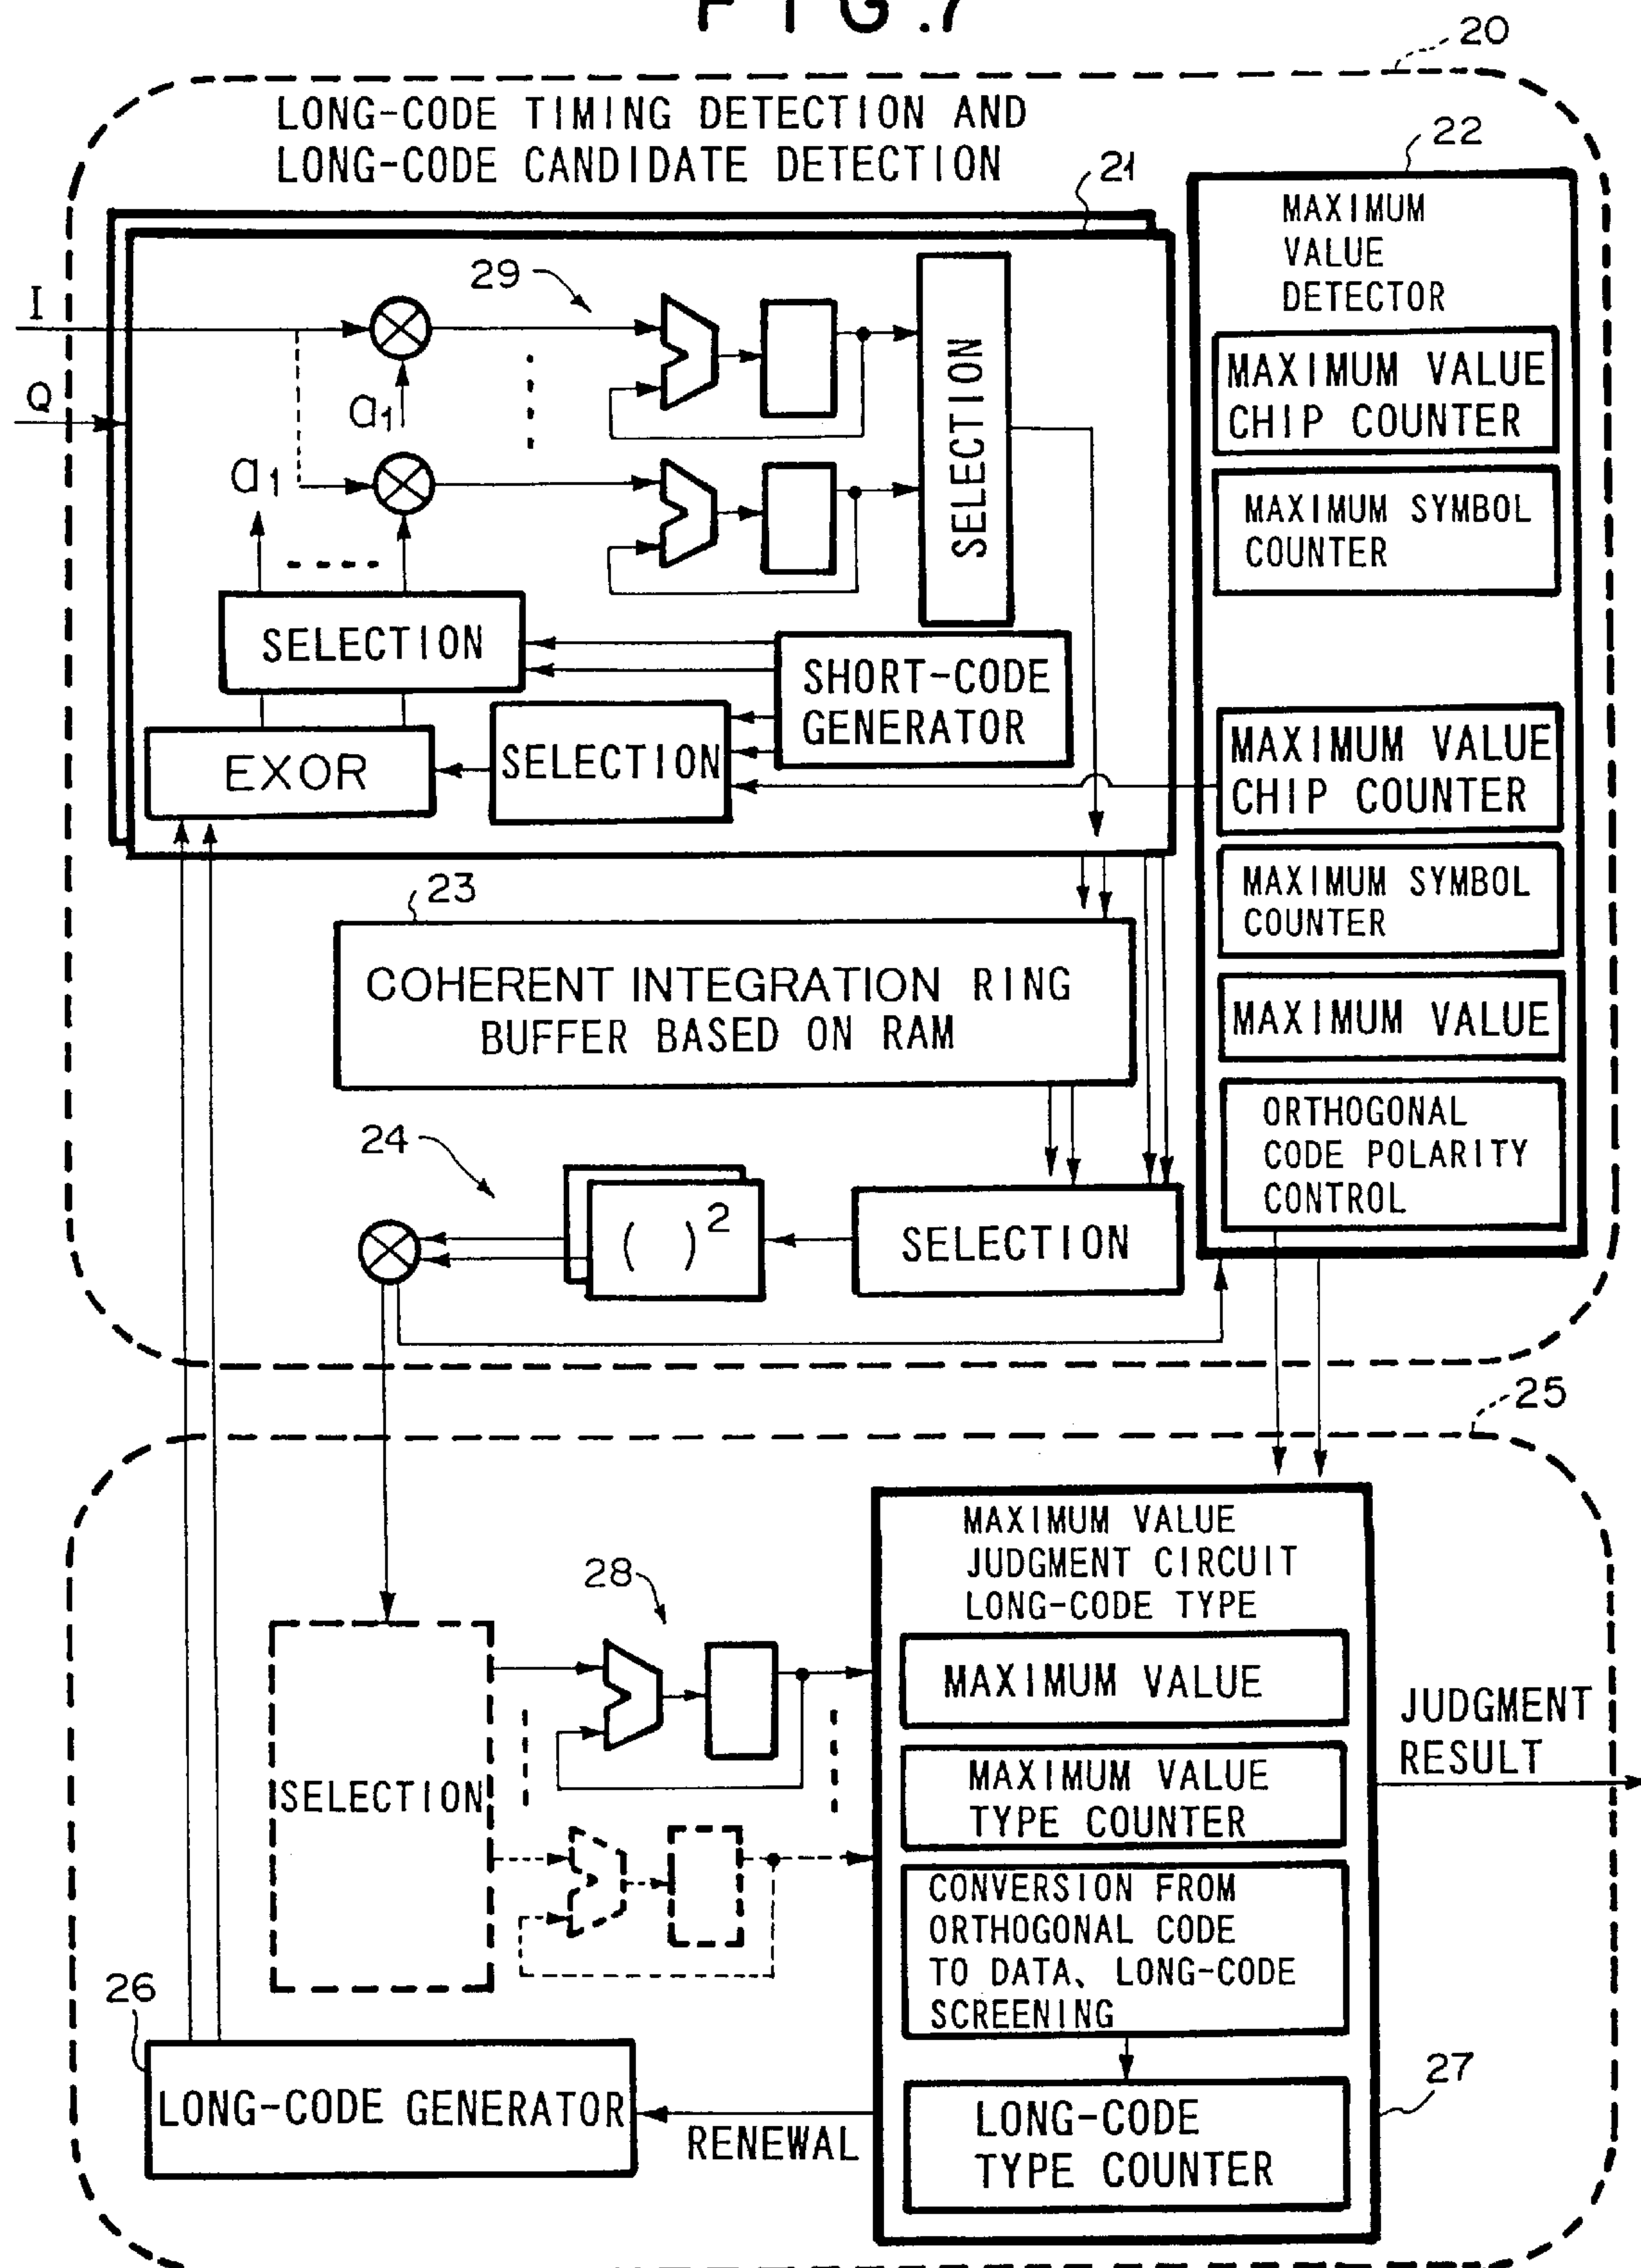 FIG.7
20
LONG-CODE TIMING DETECTION AND
LONG-CODE CANDIDATE DETECTION
21
22
MAXIMUM
VALUE
DETECTOR
29
I
Q
a1
a1
SELECTION
MAXIMUM VALUE
CHIP COUNTER
MAXIMUM SYMBOL
COUNTER
SELECTION
SHORT-CODE
GENERATOR
SELECTION
EXOR
MAXIMUM VALUE
CHIP COUNTER
MAXIMUM SYMBOL
COUNTER
MAXIMUM VALUE
ORTHOGONAL
CODE POLARITY
CONTROL
23
COHERENT INTEGRATION RING
BUFFER BASED ON RAM
24
( )2
SELECTION
25
MAXIMUM VALUE
JUDGMENT CIRCUIT
LONG-CODE TYPE
28
SELECTION
MAXIMUM VALUE
MAXIMUM VALUE
TYPE COUNTER
CONVERSION FROM
ORTHOGONAL CODE
TO DATA、LONG-CODE
SCREENING
JUDGMENT
RESULT
26
LONG-CODE GENERATOR
RENEWAL
LONG-CODE
TYPE COUNTER
27